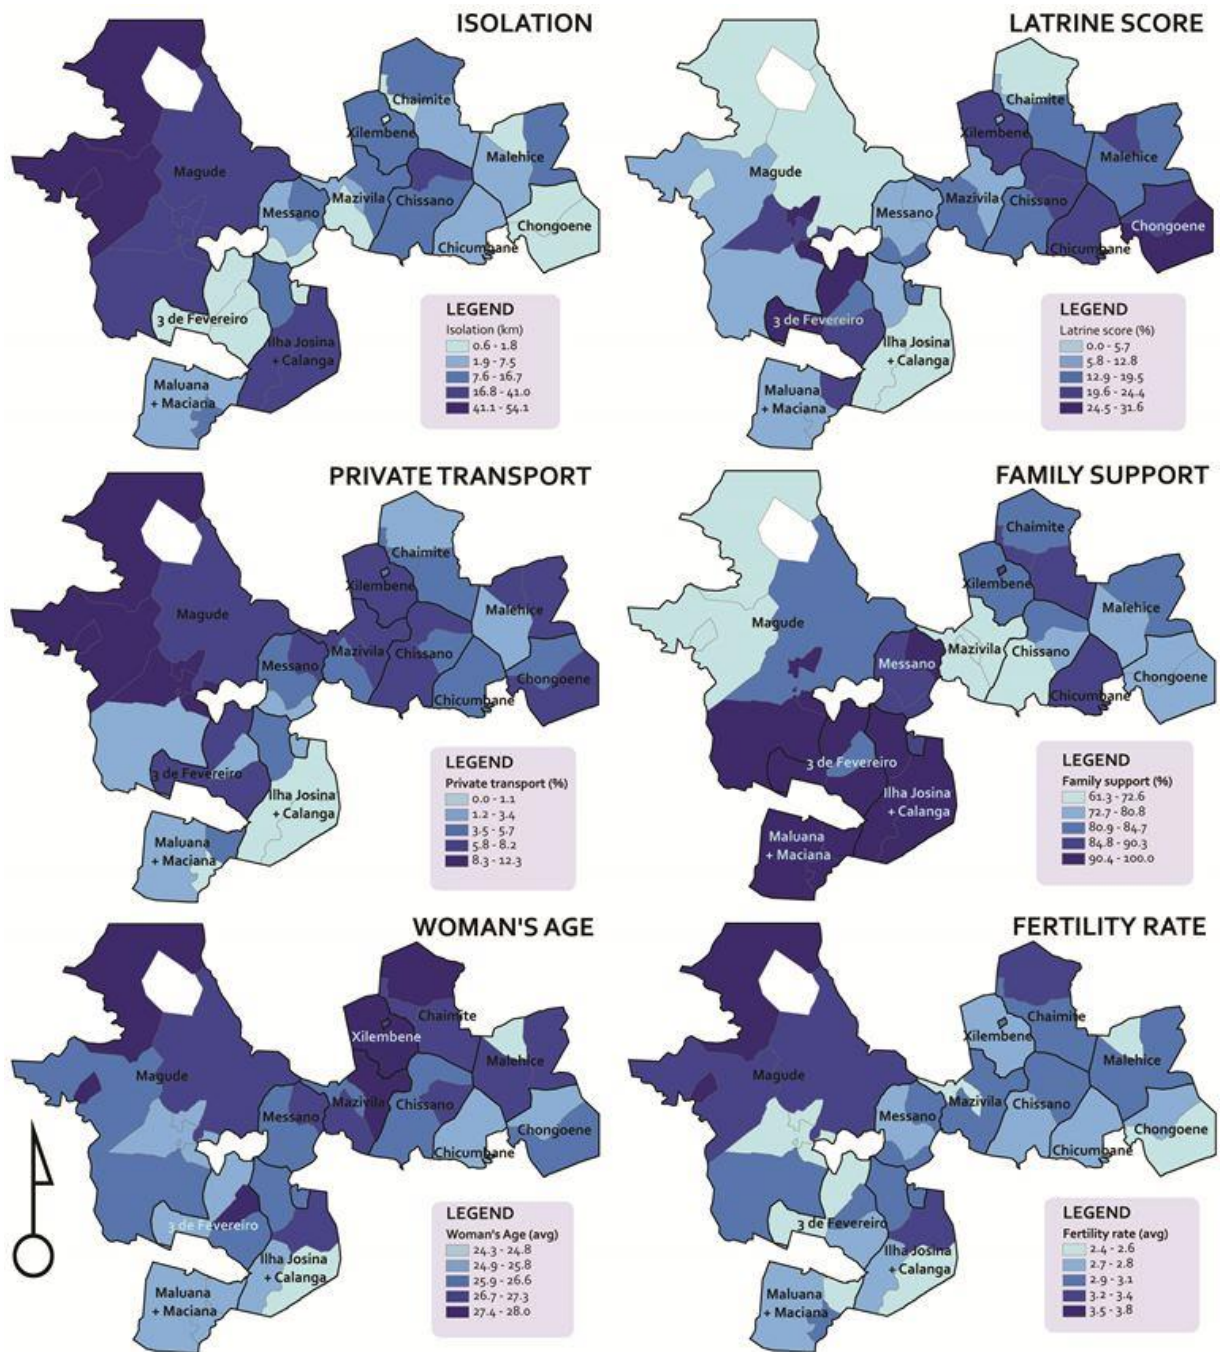 ISOLATION
Chaimite
Xilembene
Magude
Malehice
Messano
Mazivila
Chissano
Chongoene
Chicumbane
3 de Fevereiro
Ilha Josina
+ Calanga
Maluana
+ Maciana
LEGEND
Isolation (km)
0.6 - 1.8
1.9 - 7.5
7.6 - 16.7
16.8 - 41.0
41.1 - 54.1
LATRINE SCORE
Chaimite
Xilembene
Magude
Malehice
Messano
Mazivila
Chissano
Chongoene
Chicumbane
3 de Fevereiro
Ilha Josina
+ Calanga
Maluana
+ Maciana
LEGEND
Latrine score (%)
0.0 - 5.7
5.8 - 12.8
12.9 - 19.5
19.6 - 24.4
24.5 - 31.6
PRIVATE TRANSPORT
Chaimite
Xilembene
Magude
Malehice
Messano
Mazivila
Chissano
Chongoene
Chicumbane
3 de Fevereiro
Ilha Josina
+ Calanga
Maluana
+ Maciana
LEGEND
Private transport (%)
0.0 - 1.1
1.2 - 3.4
3.5 - 5.7
5.8 - 8.2
8.3 - 12.3
FAMILY SUPPORT
Chaimite
Xilembene
Magude
Malehice
Messano
Mazivila
Chissano
Chongoene
Chicumbane
3 de Fevereiro
Ilha Josina
+ Calanga
Maluana
+ Maciana
LEGEND
Family support (%)
61.3 - 72.6
72.7 - 80.8
80.9 - 84.7
84.8 - 90.3
90.4 - 100.0
WOMAN'S AGE
Chaimite
Xilembene
Magude
Malehice
Messano
Mazivila
Chissano
Chongoene
Chicumbane
3 de Fevereiro
Ilha Josina
+ Calanga
Maluana
+ Maciana
LEGEND
Woman's Age (avg)
24.3 - 24.8
24.9 - 25.8
25.9 - 26.6
26.7 - 27.3
27.4 - 28.0
FERTILITY RATE
Chaimite
Xilembene
Magude
Malehice
Messano
Mazivila
Chissano
Chongoene
Chicumbane
3 de Fevereiro
Ilha Josina
+ Calanga
Maluana
+ Maciana
LEGEND
Fertility rate (avg)
2.4 - 2.6
2.7 - 2.8
2.9 - 3.1
3.2 - 3.4
3.5 - 3.8